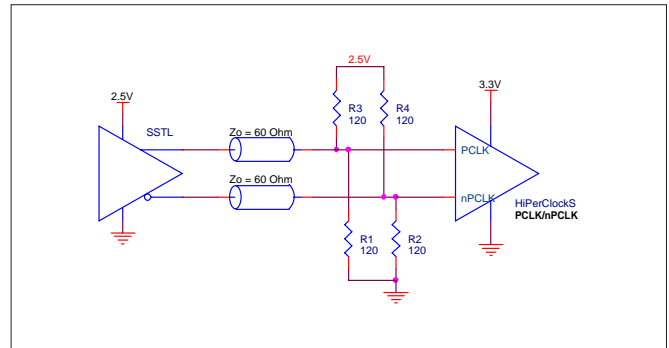 2.5V
3.3V
2.5V
SSTL
R3
120
R4
120
Zo = 60 Ohm
PCLK
Zo = 60 Ohm
nPCLK
HiPerClockS
PCLK/nPCLK
R1
120
R2
120